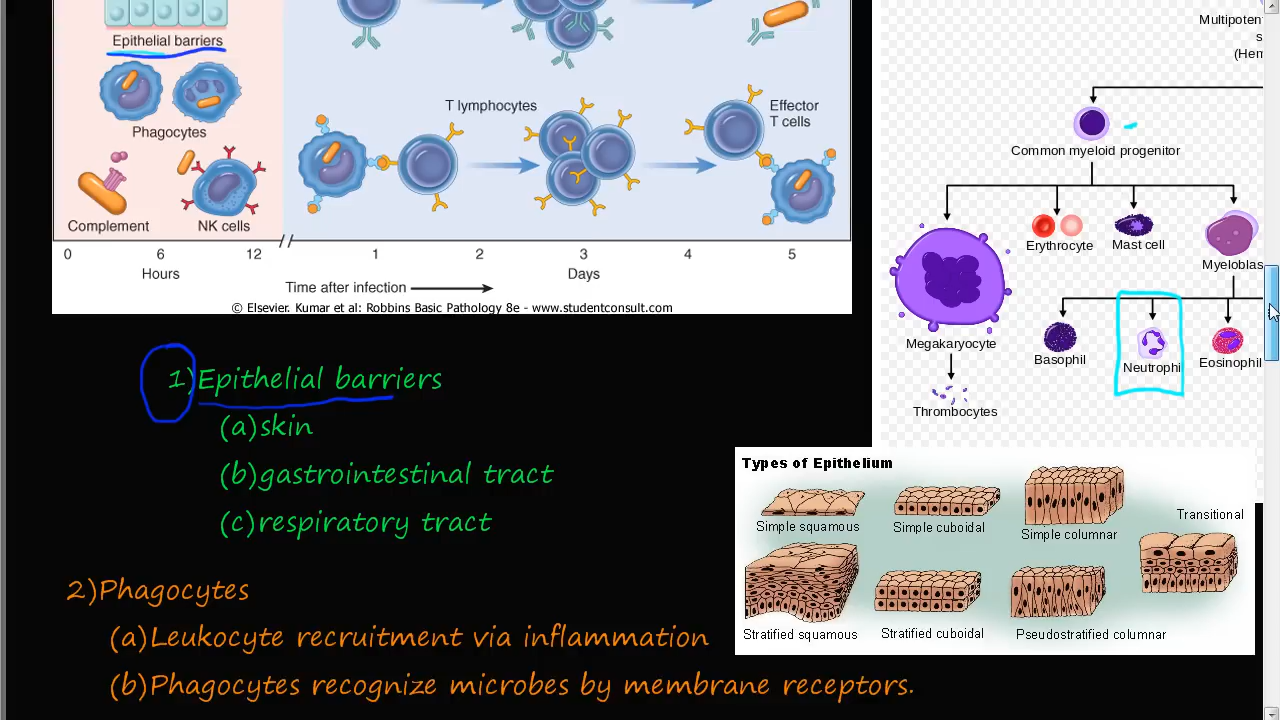 Epithelial barriers
Phagocytes
Complement
NK cells
T lymphocytes
Effector
T cells
0 6 12 1 2 3 4 5
Hours
Days
Time after infection
© Elsevier. Kumar et al: Robbins Basic Pathology 8e - www.studentconsult.com
1)Epithelial barriers
(a)skin
(b)gastrointestinal tract
(c)respiratory tract
2)Phagocytes
(a)Leukocyte recruitment via inflammation
(b)Phagocytes recognize microbes by membrane receptors.
Multipoten
s
(Hem
Common myeloid progenitor
Erythrocyte
Mast cell
Myeloblas
Megakaryocyte
Basophil
Neutrophi
Eosinophil
Thrombocytes
Types of Epithelium
Simple squamous
Simple cuboidal
Simple columnar
Transitional
Stratified squamous
Stratified cuboidal
Pseudostratified columnar